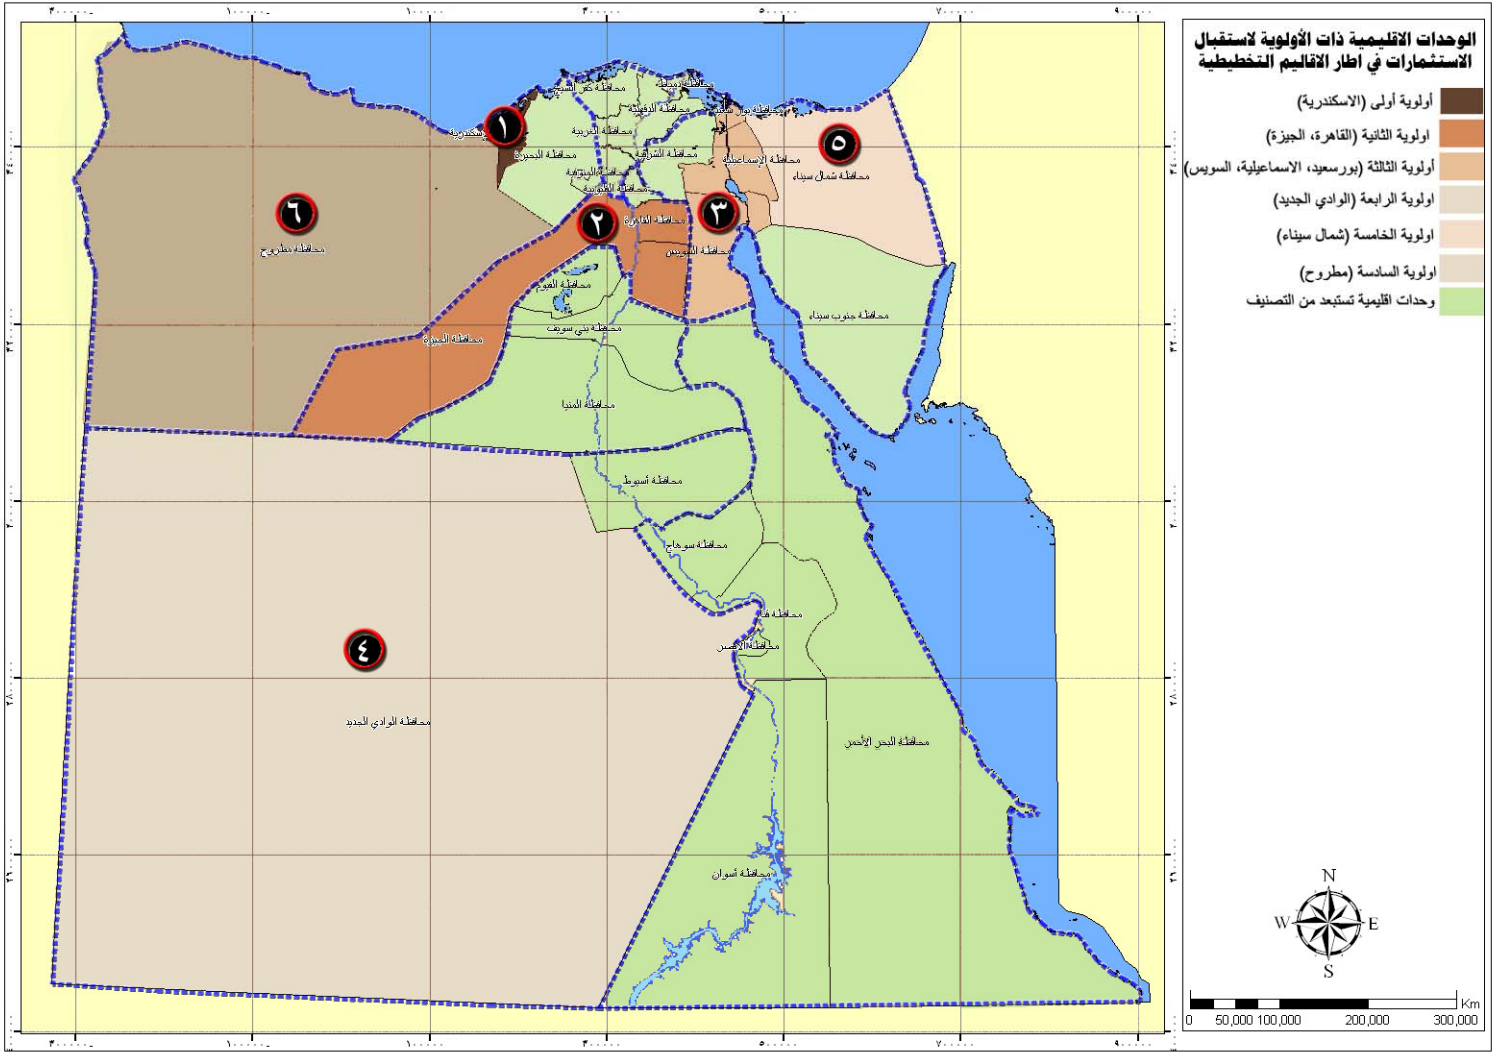 الوحدات الاقليمية ذات الأولوية لاستقبال
الاستثمارات في اطار الاقاليم التخطيطية
أولوية أولى (الاسكندرية)
اولوية الثانية (القاهرة، الجيزة)
أولوية الثالثة (بورسعيد، الاسماعيلية، السويس)
اولوية الرابعة (الوادي الجديد)
اولوية الخامسة (شمال سيناء)
اولوية السادسة (مطروح)
وحدات اقليمية تستبعد من التصنيف
محافظة كفر الشيخ
محافظة دمياط
محافظة الدقهلية
محافظة بور سعيد
١
محافظة الغربية
محافظة البحيرة
محافظة الشرقية
محافظة الإسماعيلية
٥
محافظة شمال سيناء
محافظة المنوفية
محافظة القليوبية
٦
محافظة مطروح
٢
محافظة القاهرة
٣
محافظة السويس
محافظة الفيوم
محافظة بني سويف
محافظة جنوب سيناء
محافظة الجيزة
محافظة المنيا
محافظة أسيوط
محافظة سوهاج
محافظة قنا
محافظة الأقصر
٤
محافظة الوادي الجديد
محافظة البحر الأحمر
محافظة أسوان
N
W E
S
Km
0 50,000 100,000 200,000 300,000